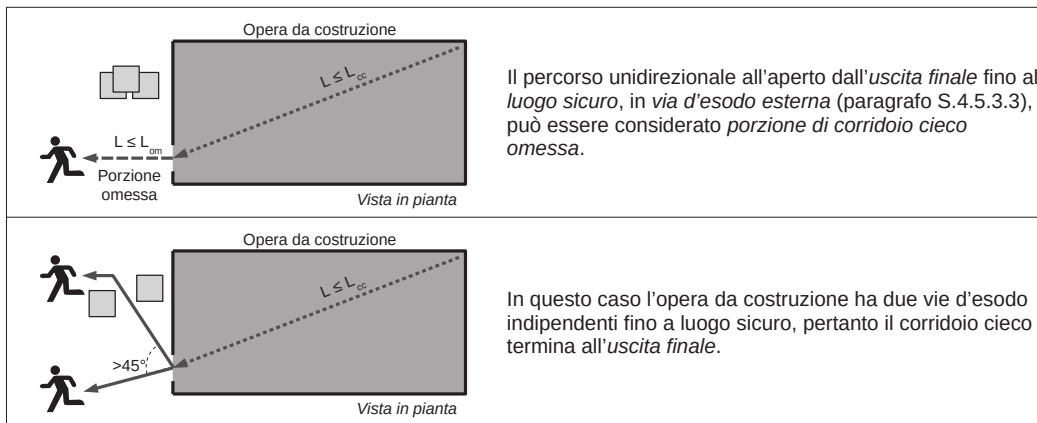 Opera da costruzione
L ≤ Lcc
L ≤ Lom
Porzione
omessa
Vista in pianta
Il percorso unidirezionale all'aperto dall'uscita finale fino al
luogo sicuro, in via d'esodo esterna (paragrafo S.4.5.3.3),
può essere considerato porzione di corridoio cieco
omessa.
Opera da costruzione
L ≤ Lcc
>45°
Vista in pianta
In questo caso l'opera da costruzione ha due vie d'esodo
indipendenti fino a luogo sicuro, pertanto il corridoio cieco
termina all'uscita finale.